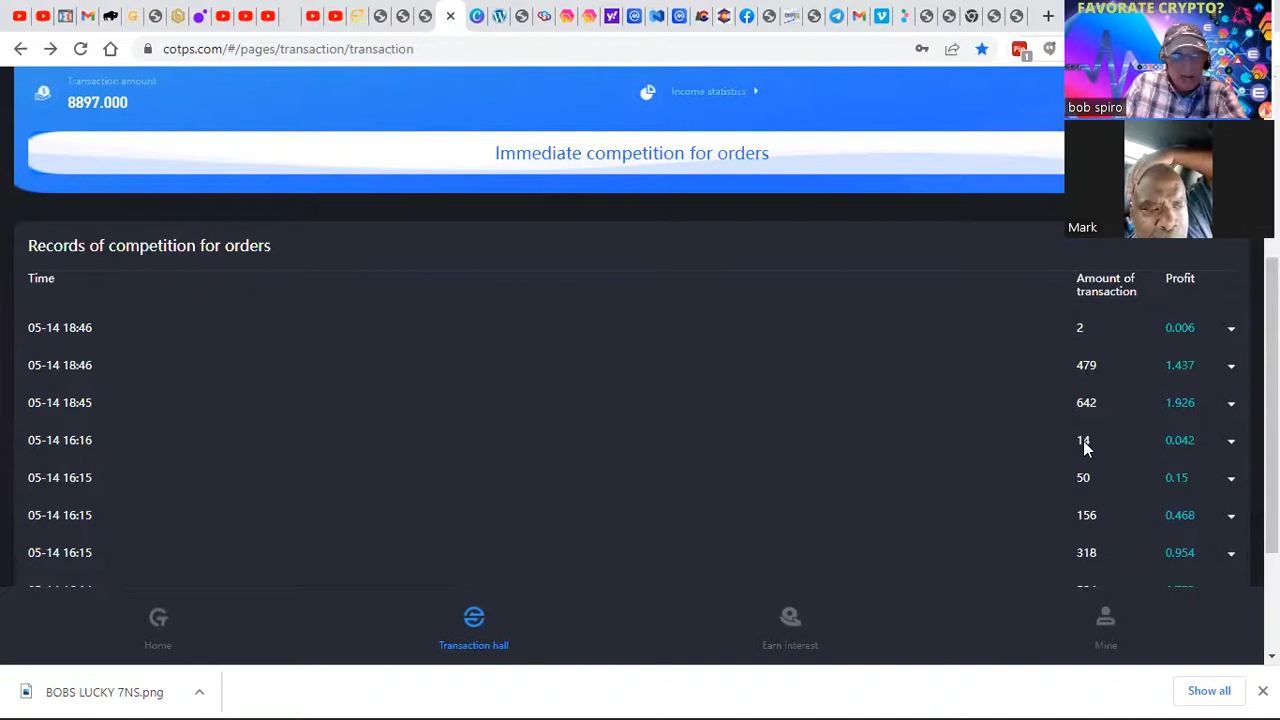 FAVORATE CRYPTO?
cotps.com/#/pages/transaction/transaction
1
bob spiro
Transaction amount
8897.000
Income statistics
Immediate competition for orders
Mark
Records of competition for orders
Time
Amount of transaction
Profit
05-14 18:46 2 0.006
05-14 18:46 479 1.437
05-14 18:45 642 1.926
05-14 16:16 14 0.042
05-14 16:15 50 0.15
05-14 16:15 156 0.468
05-14 16:15 318 0.954
Home
Transaction hall
Earn interest
Mine
BOBS LUCKY 7NS.png
Show all